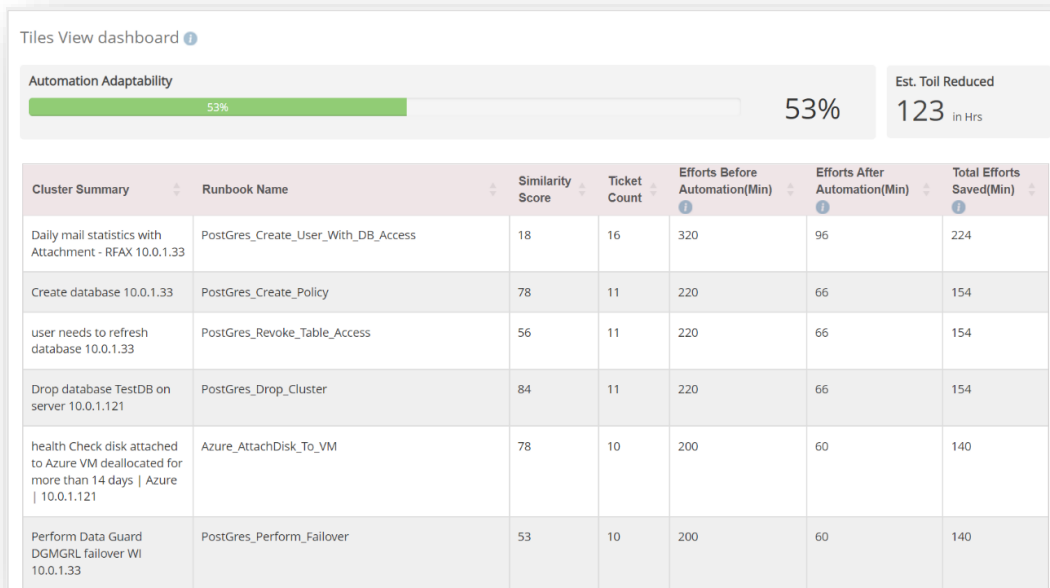 Tiles View dashboard
Automation Adaptability
53%
53%
Est. Toil Reduced
123 in Hrs
Cluster Summary
Runbook Name
Similarity
Score
Ticket
Count
Efforts Before
Automation(Min)
Efforts After
Automation(Min)
Total Efforts
Saved(Min)
Daily mail statistics with
Attachment - RFAX 10.0.1.33
PostGres_Create_User_With_DB_Access
18
16
320
96
224
Create database 10.0.1.33
PostGres_Create_Policy
78
11
220
66
154
user needs to refresh
database 10.0.1.33
PostGres_Revoke_Table_Access
56
11
220
66
154
Drop database TestDB on
server 10.0.1.121
PostGres_Drop_Cluster
84
11
220
66
154
health Check disk attached
to Azure VM deallocated for
more than 14 days | Azure
| 10.0.1.121
Azure_AttachDisk_To_VM
78
10
200
60
140
Perform Data Guard
DGMGRL failover WI
10.0.1.33
PostGres_Perform_Failover
53
10
200
60
140